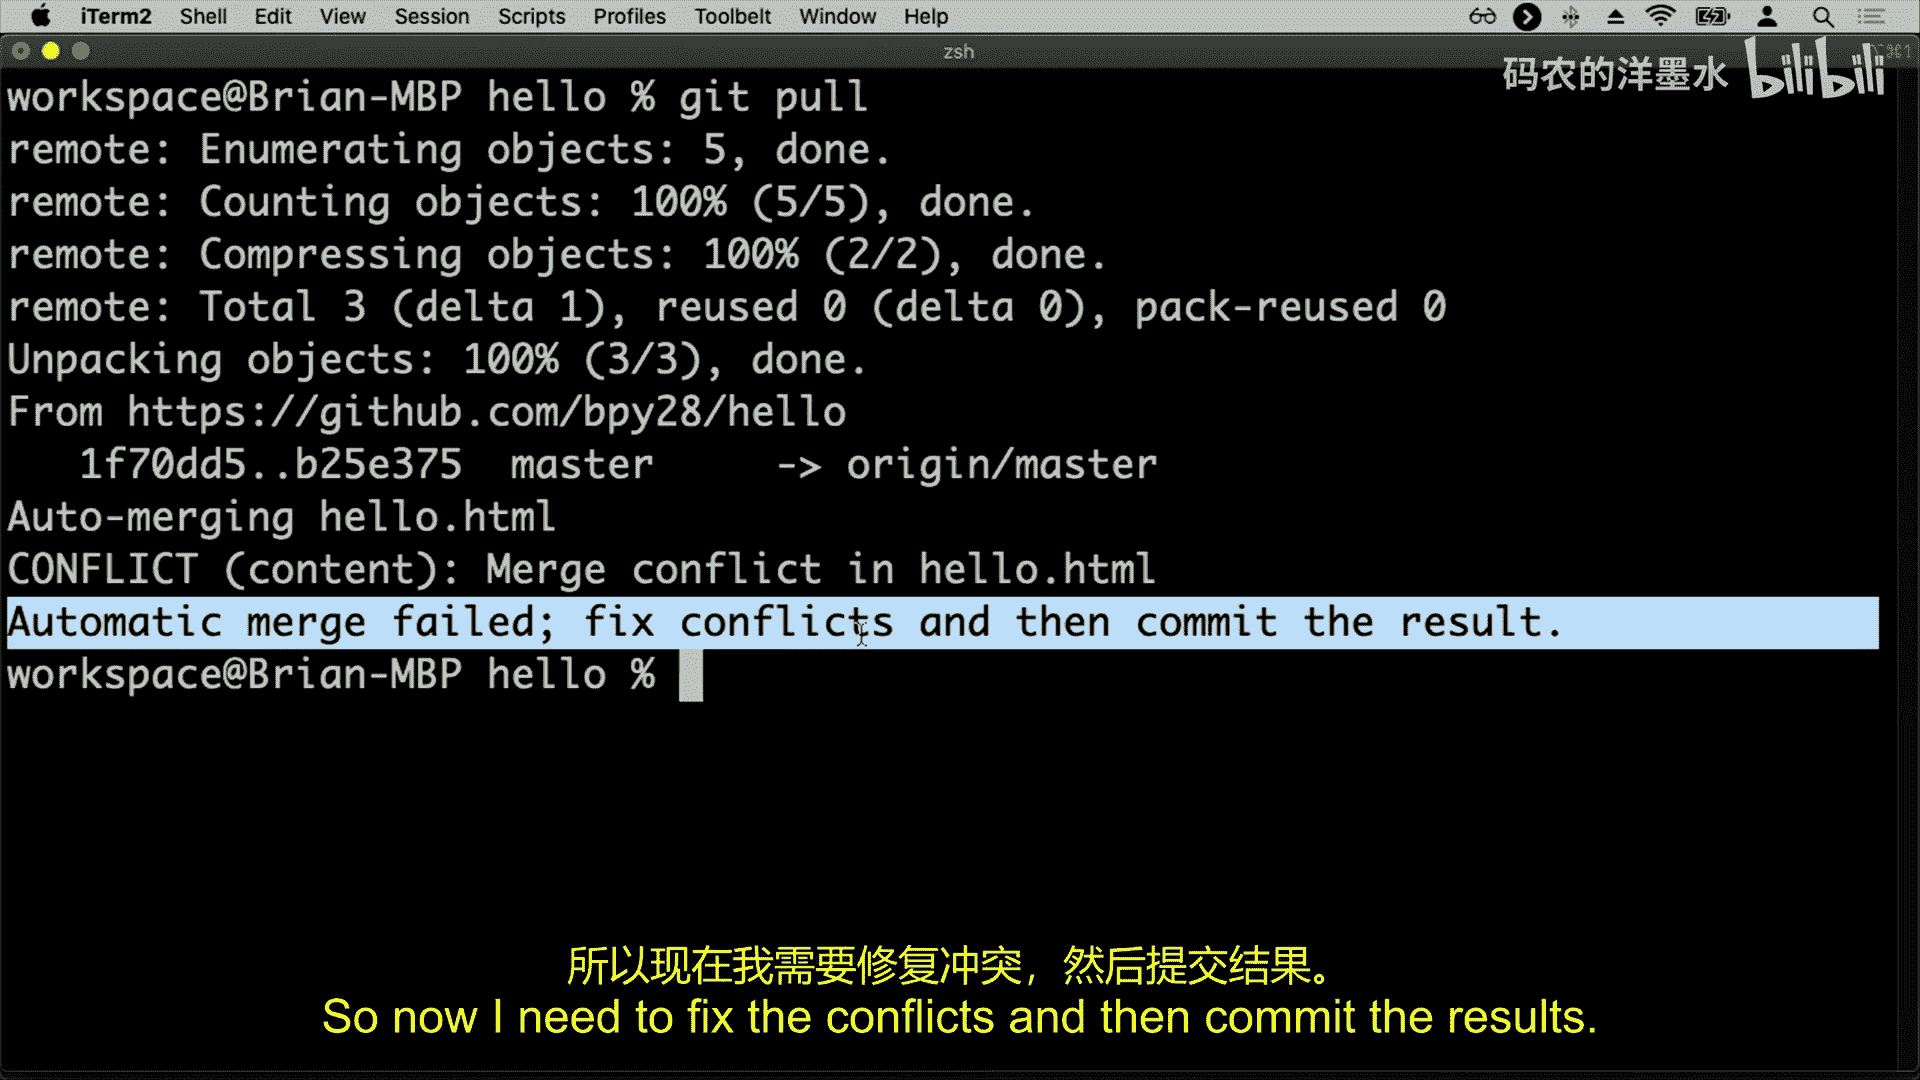 iTerm2 Shell Edit View Session Scripts Profiles Toolbelt Window Help
zsh
⌥⌘1
码农的洋墨水 bilibili
workspace@Brian-MBP hello % git pull
remote: Enumerating objects: 5, done.
remote: Counting objects: 100% (5/5), done.
remote: Compressing objects: 100% (2/2), done.
remote: Total 3 (delta 1), reused 0 (delta 0), pack-reused 0
Unpacking objects: 100% (3/3), done.
From https://github.com/bpy28/hello
   1f70dd5..b25e375  master     -> origin/master
Auto-merging hello.html
CONFLICT (content): Merge conflict in hello.html
Automatic merge failed; fix conflicts and then commit the result.
workspace@Brian-MBP hello %
所以现在我需要修复冲突，然后提交结果。
So now I need to fix the conflicts and then commit the results.